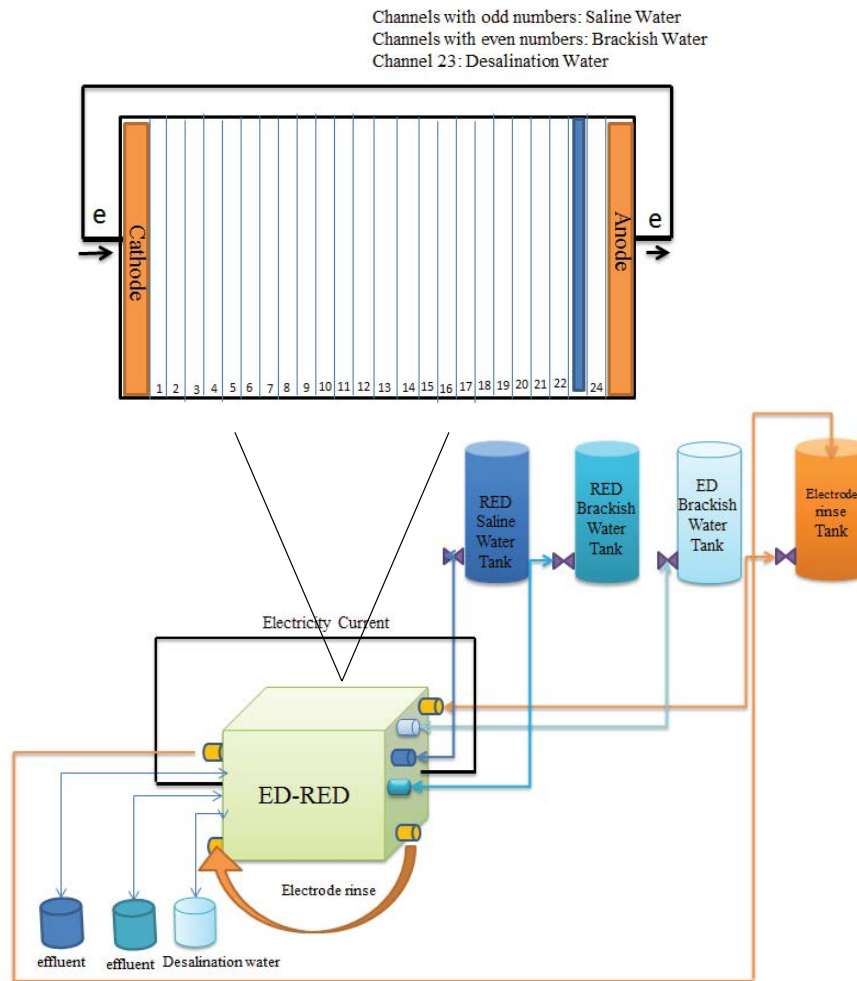 Channels with odd numbers: Saline Water
Channels with even numbers: Brackish Water
Channel 23: Desalination Water
e
e
Cathode
Anode
1 2 3 4 5 6 7 8 9 10 11 12 13 14 15 16 17 18 19 20 21 22 24
RED
Saline
Water
Tank
RED
Brackish
Water
Tank
ED
Brackish
Water
Tank
Electrode
rinse
Tank
Electricity Current
ED-RED
Electrode rinse
effluent
effluent
Desalination water